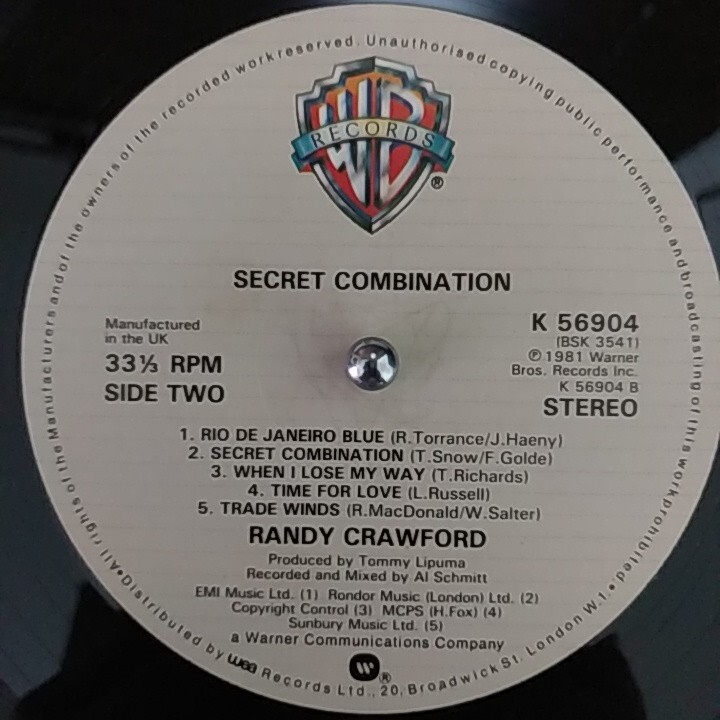 All rights of the Manufacturers and of the owners of the recorded work reserved. Unauthorised copying public performance and broadcasting of this work prohibited. • Distributed by wea Records Ltd., 20, Broadwick St. London W.1. •
WB
RECORDS
®
SECRET COMBINATION
Manufactured
in the UK
33⅓ RPM
SIDE TWO
K 56904
(BSK 3541)
℗ 1981 Warner
Bros. Records Inc.
K 56904 B
STEREO
1. RIO DE JANEIRO BLUE (R.Torrance/J.Haeny)
2. SECRET COMBINATION (T.Snow/F.Golde)
3. WHEN I LOSE MY WAY (T.Richards)
4. TIME FOR LOVE (L.Russell)
5. TRADE WINDS (R.MacDonald/W.Salter)
RANDY CRAWFORD
Produced by Tommy Lipuma
Recorded and Mixed by Al Schmitt
EMI Music Ltd. (1) Rondor Music (London) Ltd. (2)
Copyright Control (3) MCPS (H.Fox) (4)
Sunbury Music Ltd. (5)
a Warner Communications Company
®